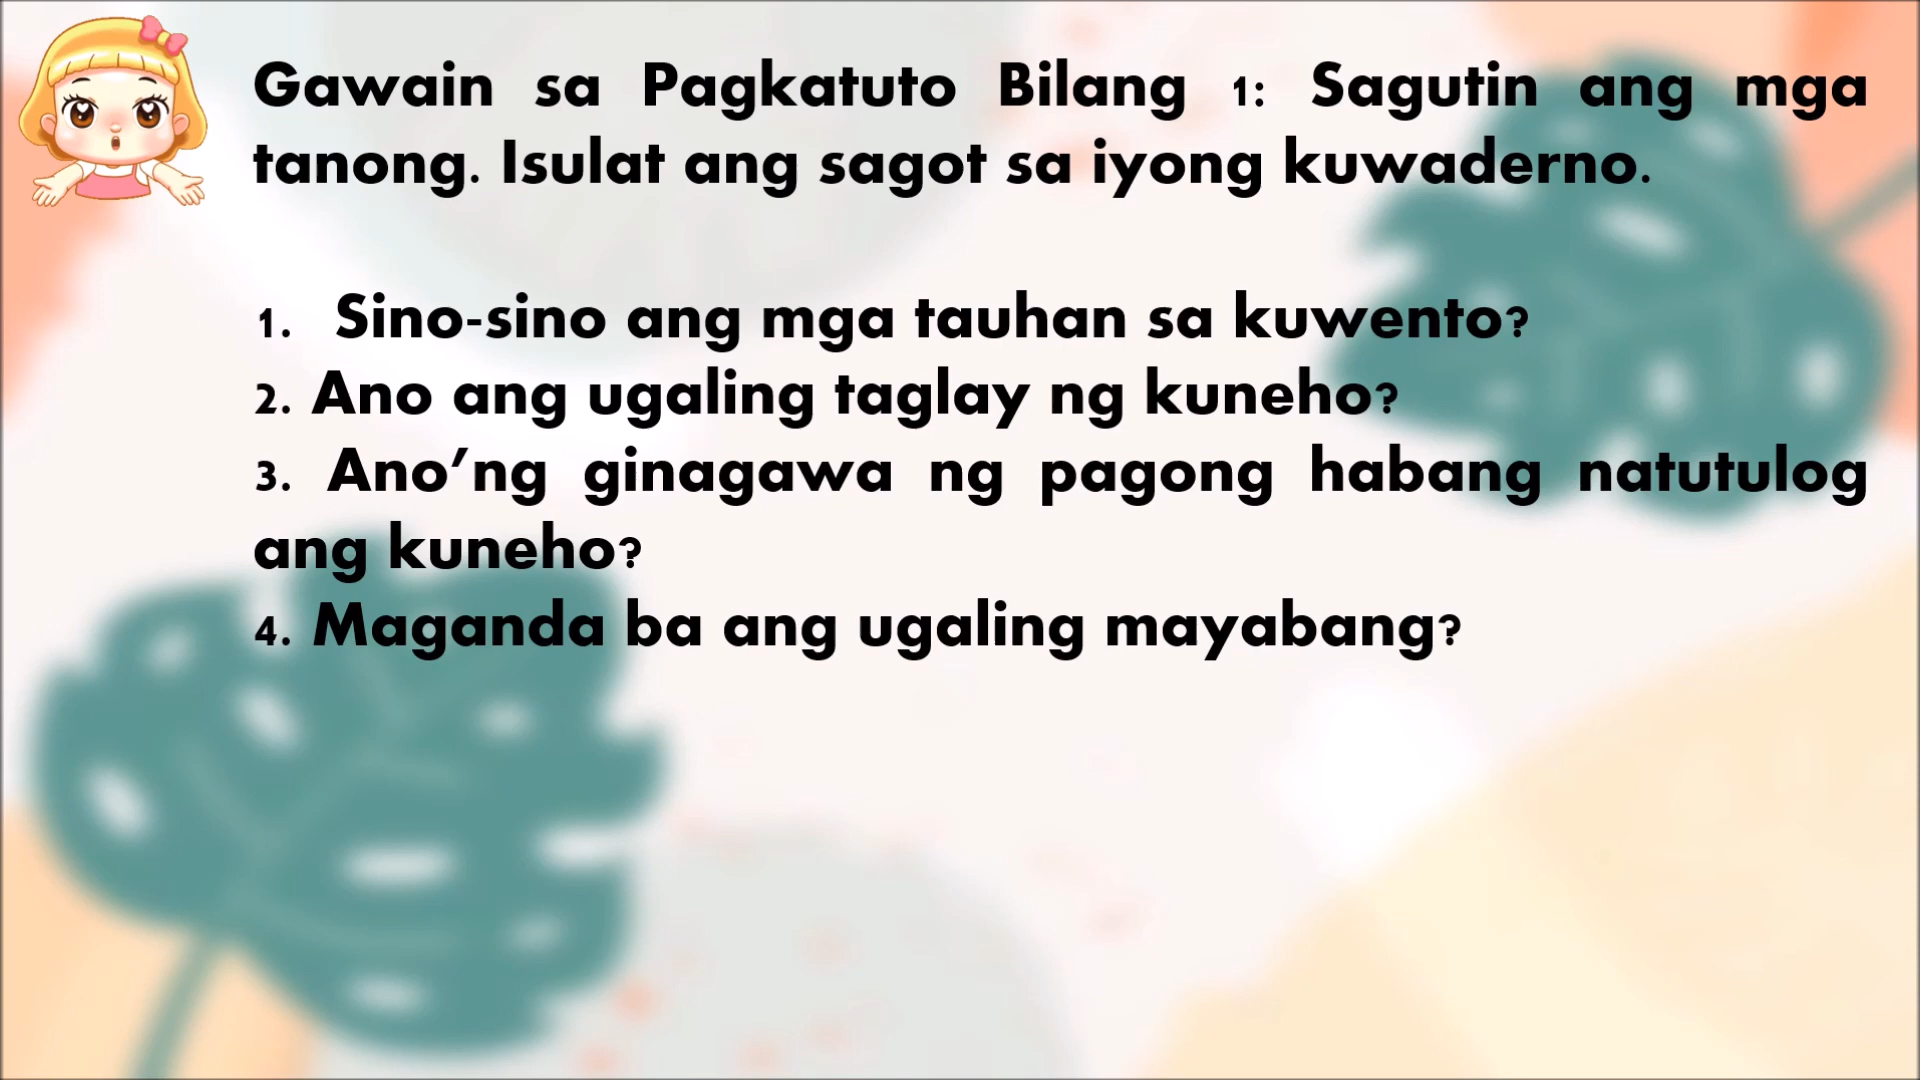 Gawain sa Pagkatuto Bilang 1: Sagutin ang mga
tanong. Isulat ang sagot sa iyong kuwaderno.
1. Sino-sino ang mga tauhan sa kuwento?
2. Ano ang ugaling taglay ng kuneho?
3. Ano’ng ginagawa ng pagong habang natutulog
ang kuneho?
4. Maganda ba ang ugaling mayabang?